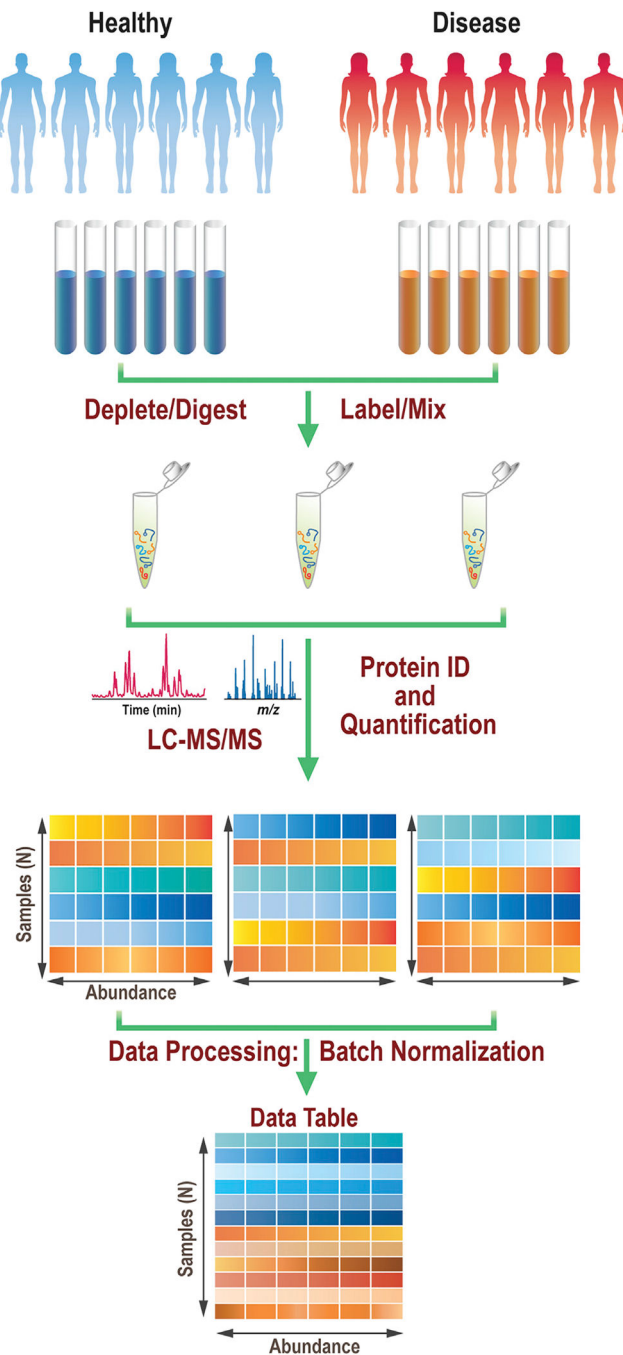 Healthy
Disease
Deplete/Digest
Label/Mix
Time (min)
m/z
LC-MS/MS
Protein ID
and
Quantification
Samples (N)
Abundance
Data Processing: Batch Normalization
Data Table
Samples (N)
Abundance